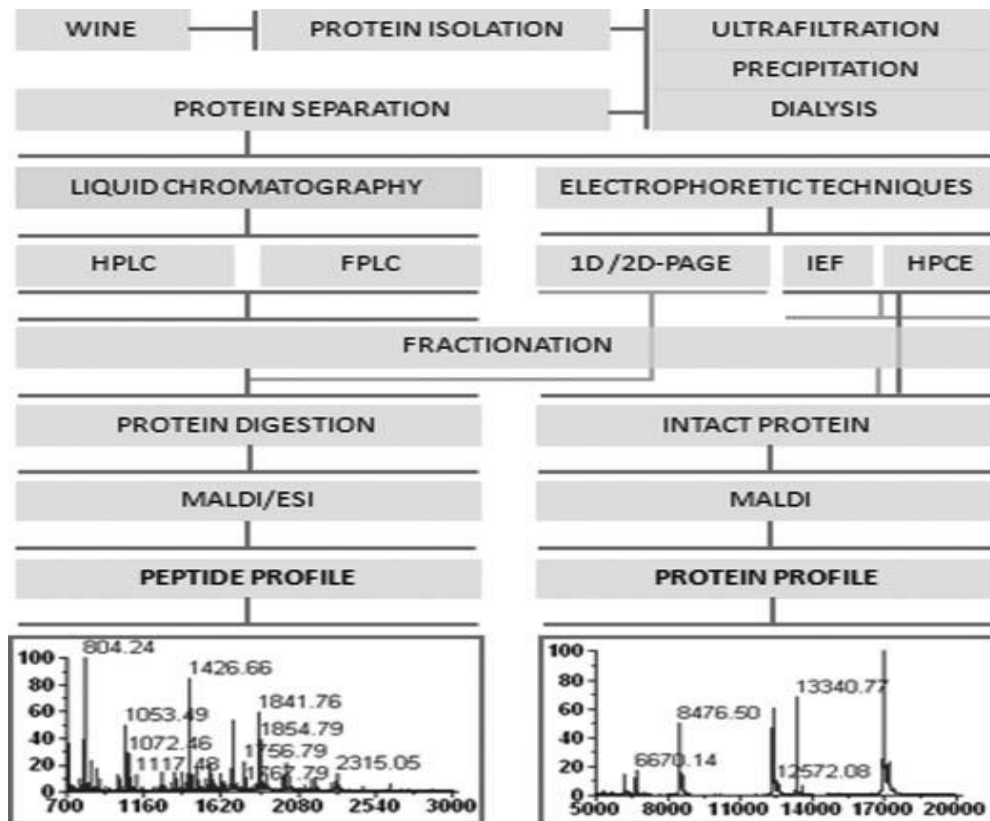 WINE PROTEIN ISOLATION ULTRAFILTRATION
PRECIPITATION
PROTEIN SEPARATION DIALYSIS
LIQUID CHROMATOGRAPHY ELECTROPHORETIC TECHNIQUES
HPLC FPLC 1D/2D-PAGE IEF HPCE
FRACTIONATION
PROTEIN DIGESTION INTACT PROTEIN
MALDI/ESI MALDI
PEPTIDE PROFILE PROTEIN PROFILE
804.24
100
1426.66
80
1841.76
60
1053.49
1854.79
40
1072.46
1756.79
1117.48
2315.05
20
0
700 1160 1620 2080 2540 3000
100
13340.77
80
8476.50
60
40
6670.14
12572.08
20
0
5000 8000 11000 14000 17000 20000